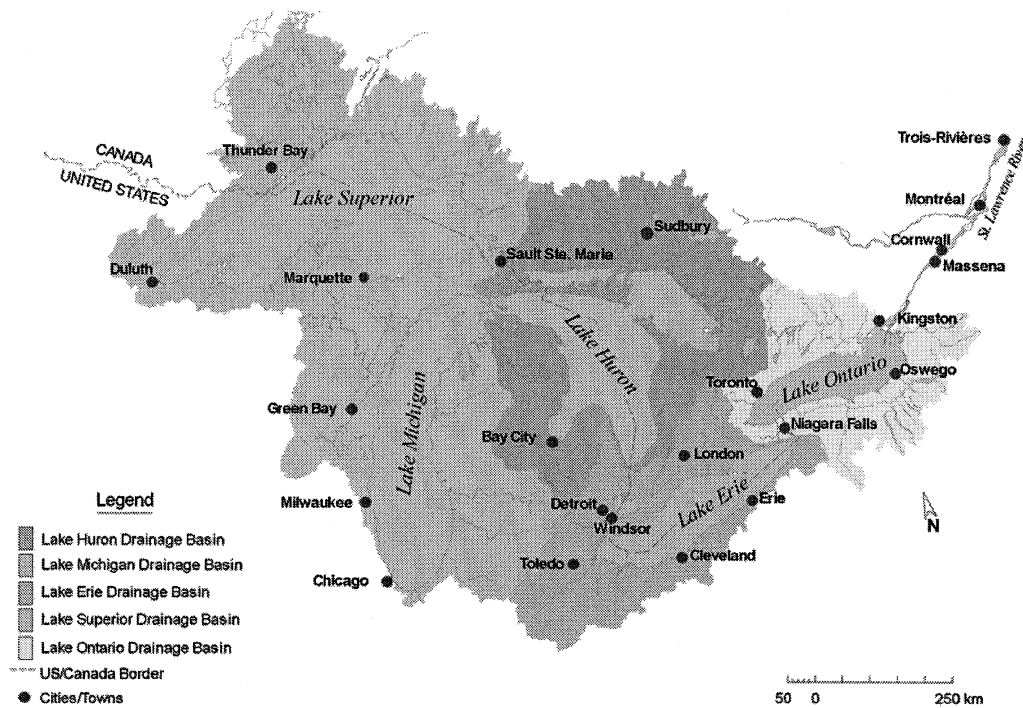 CANADA
UNITED STATES
Thunder Bay
Lake Superior
Duluth
Marquette
Sault Ste. Marie
Sudbury
Trois-Rivières
Montréal
St. Lawrence River
Cornwall
Massena
Kingston
Lake Huron
Lake Michigan
Green Bay
Bay City
Toronto
Lake Ontario
Oswego
Niagara Falls
London
Milwaukee
Detroit
Windsor
Lake Erie
Erie
Toledo
Cleveland
Chicago
N
Legend
Lake Huron Drainage Basin
Lake Michigan Drainage Basin
Lake Erie Drainage Basin
Lake Superior Drainage Basin
Lake Ontario Drainage Basin
US/Canada Border
Cities/Towns
50 0 250 km